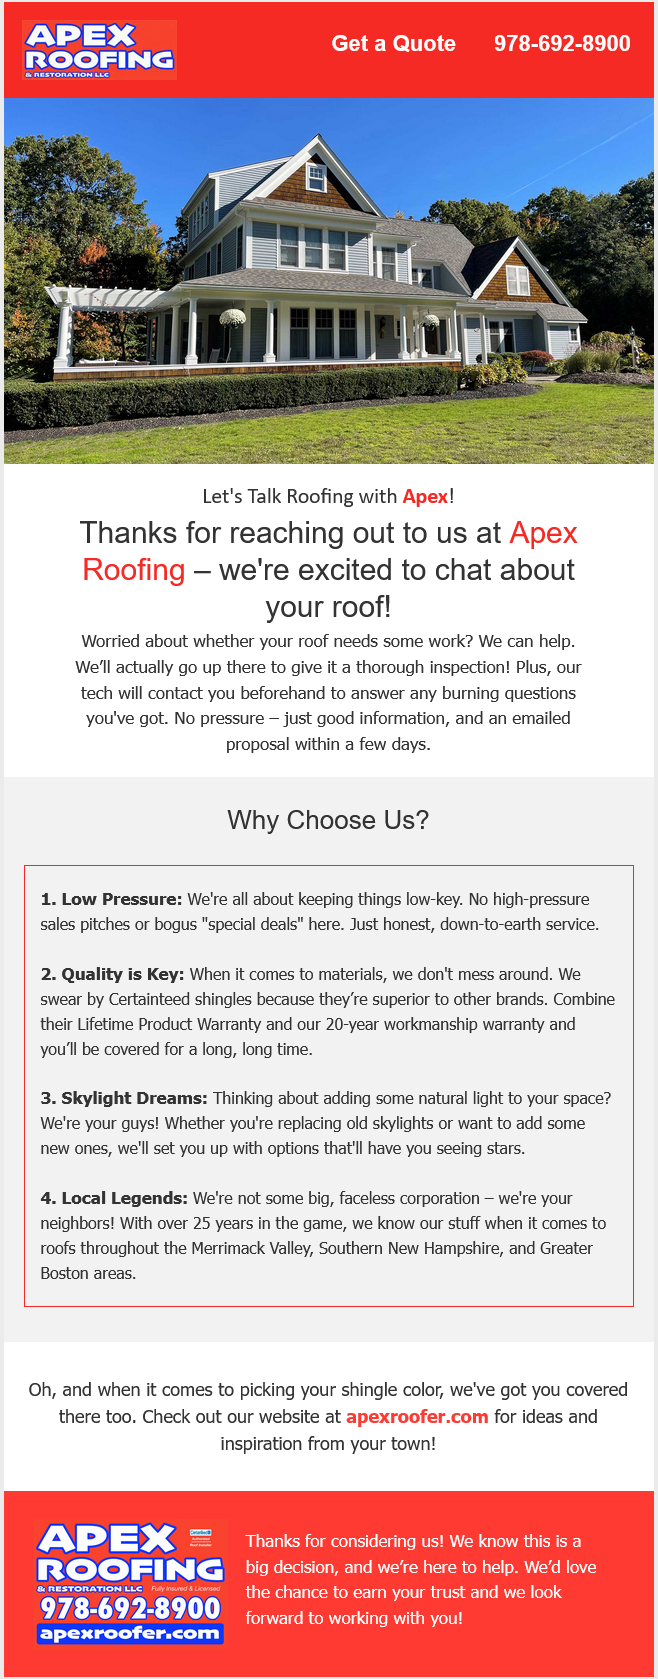 APEX
ROOFING
& RESTORATION LLC
Get a Quote
978-692-8900
Let's Talk Roofing with Apex!
Thanks for reaching out to us at Apex
Roofing – we're excited to chat about
your roof!
Worried about whether your roof needs some work? We can help.
We’ll actually go up there to give it a thorough inspection! Plus, our
tech will contact you beforehand to answer any burning questions
you've got. No pressure – just good information, and an emailed
proposal within a few days.
Why Choose Us?
1. Low Pressure: We're all about keeping things low-key. No high-pressure
sales pitches or bogus "special deals" here. Just honest, down-to-earth service.
2. Quality is Key: When it comes to materials, we don't mess around. We
swear by Certainteed shingles because they’re superior to other brands. Combine
their Lifetime Product Warranty and our 20-year workmanship warranty and
you’ll be covered for a long, long time.
3. Skylight Dreams: Thinking about adding some natural light to your space?
We're your guys! Whether you're replacing old skylights or want to add some
new ones, we'll set you up with options that'll have you seeing stars.
4. Local Legends: We're not some big, faceless corporation – we're your
neighbors! With over 25 years in the game, we know our stuff when it comes to
roofs throughout the Merrimack Valley, Southern New Hampshire, and Greater
Boston areas.
Oh, and when it comes to picking your shingle color, we've got you covered
there too. Check out our website at apexroofer.com for ideas and
inspiration from your town!
APEX
ROOFING
& RESTORATION LLC Fully Insured & Licensed
978-692-8900
apexroofer.com
Thanks for considering us! We know this is a
big decision, and we’re here to help. We’d love
the chance to earn your trust and we look
forward to working with you!